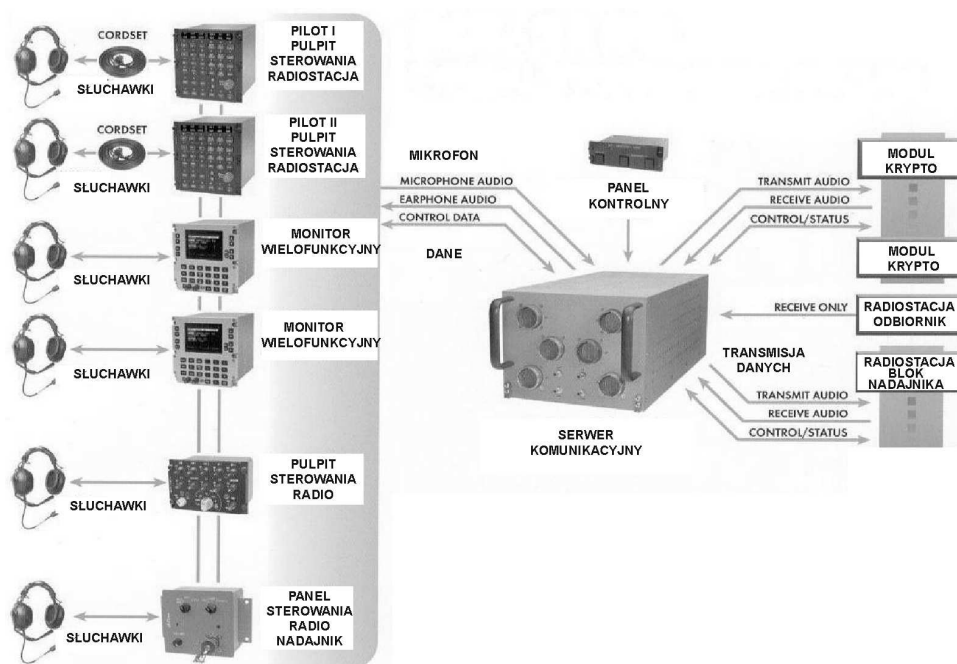 CORDSET
SŁUCHAWKI
PILOT I
PULPIT
STEROWANIA
RADIOSTACJA
CORDSET
SŁUCHAWKI
PILOT II
PULPIT
STEROWANIA
RADIOSTACJA
SŁUCHAWKI
MONITOR
WIELOFUNKCYJNY
SŁUCHAWKI
MONITOR
WIELOFUNKCYJNY
SŁUCHAWKI
PULPIT
STEROWANIA
RADIO
SŁUCHAWKI
PANEL
STEROWANIA
RADIO
NADAJNIK
MIKROFON
MICROPHONE AUDIO
EARPHONE AUDIO
CONTROL DATA
DANE
PANEL
KONTROLNY
SERWER
KOMUNIKACYJNY
TRANSMIT AUDIO
RECEIVE AUDIO
CONTROL/STATUS
MODUL
KRYPTO
MODUL
KRYPTO
RECEIVE ONLY
RADIOSTACJA
ODBIORNIK
TRANSMISJA
DANYCH
RADIOSTACJA
BLOK
NADAJNIKA
TRANSMIT AUDIO
RECEIVE AUDIO
CONTROL/STATUS